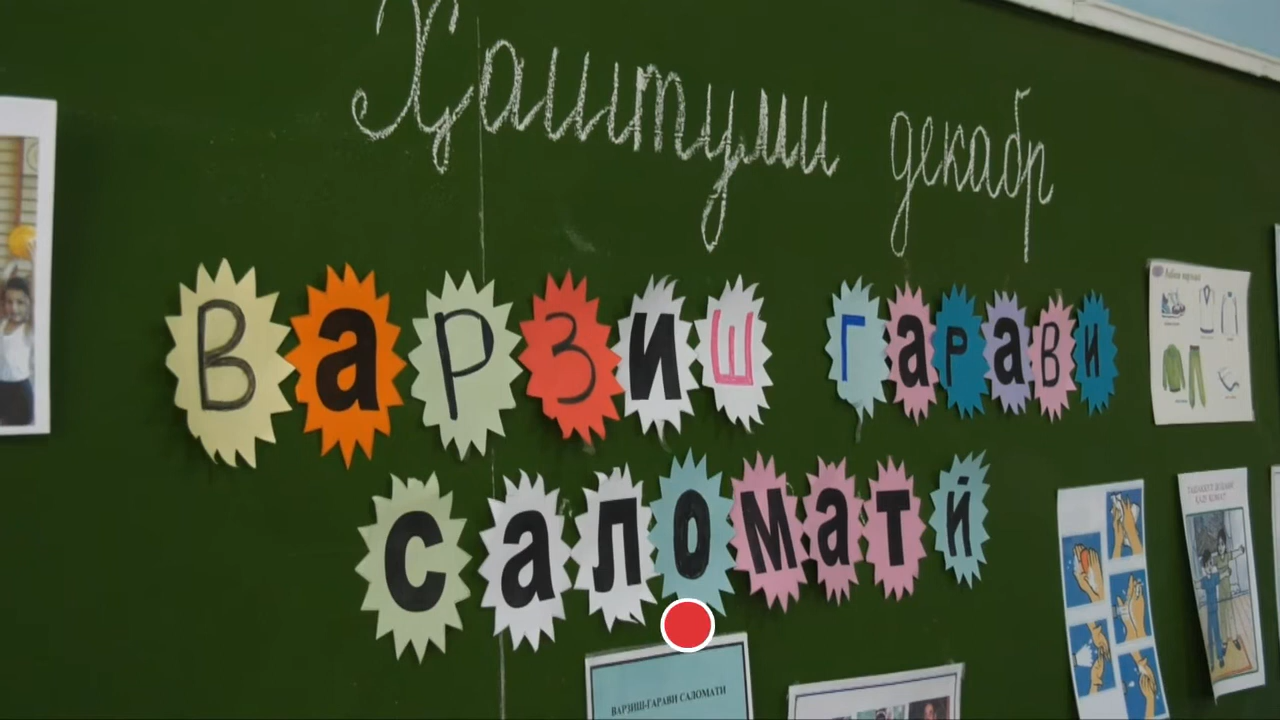 Ҳаштуми декабр
Варзиш гарави
саломатӣ
ВАРЗИШ-ГАРАВИ САЛОМАТИ